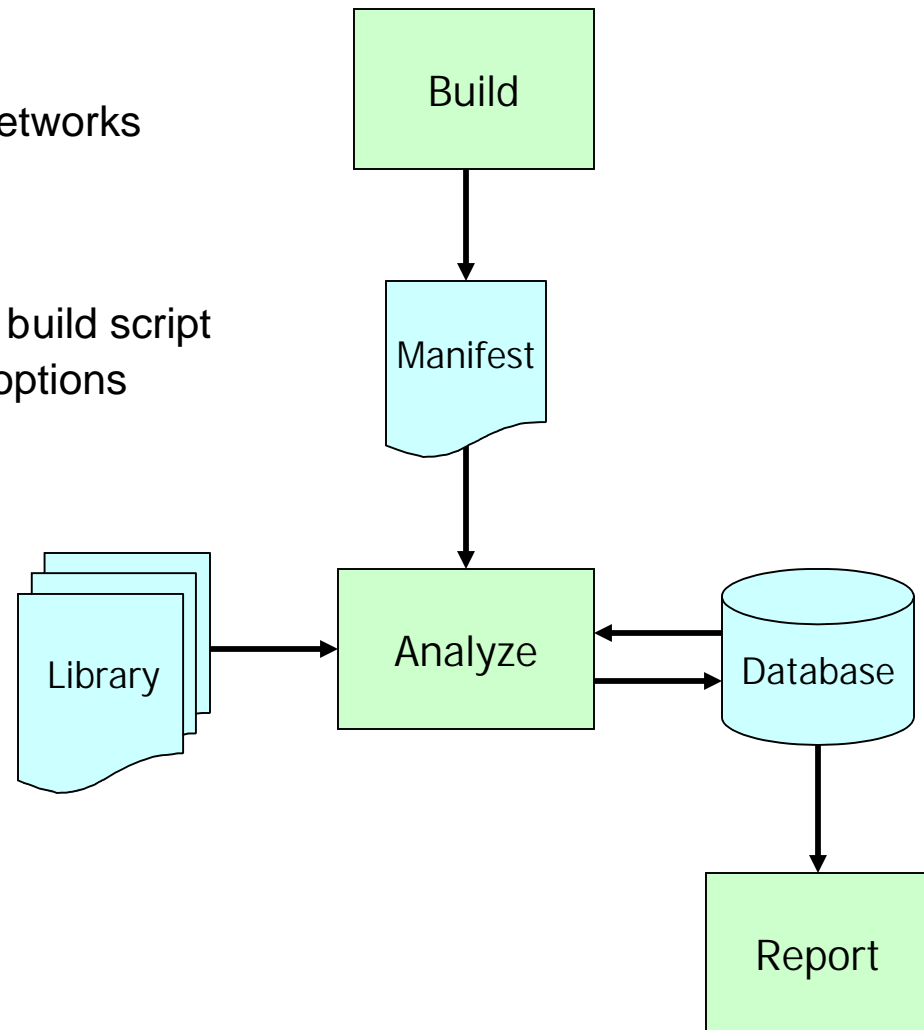 Build
etworks
build script
Manifest
options
Library
Analyze
Database
Report